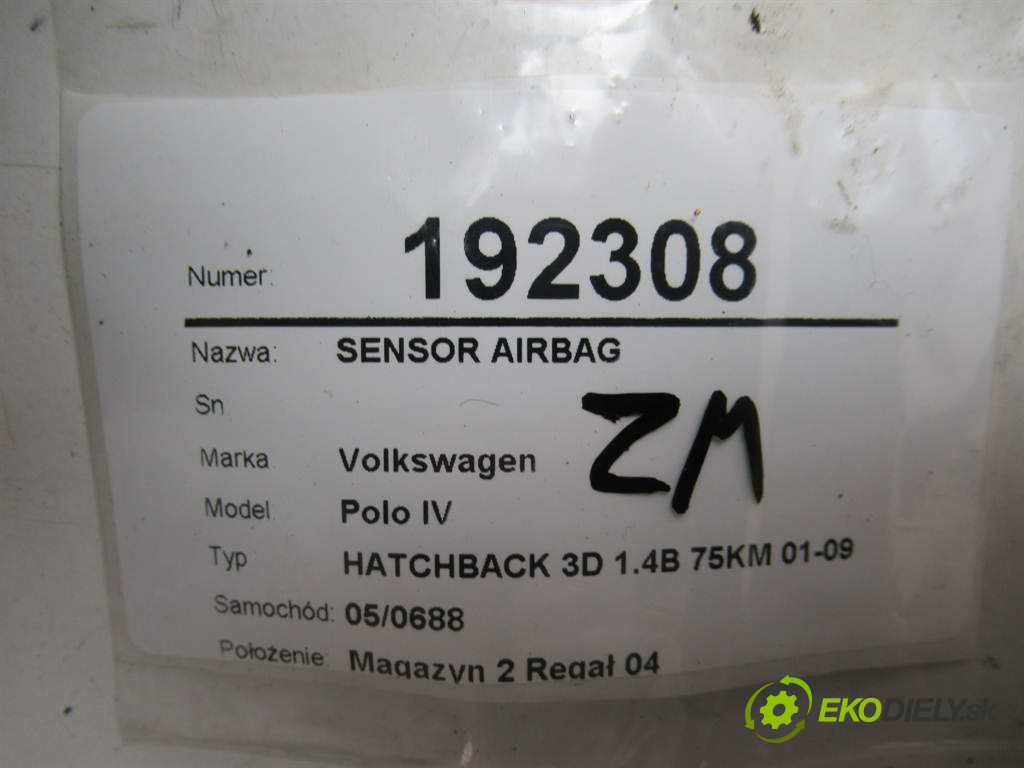 Numer: 192308
Nazwa: SENSOR AIRBAG
Sn
ZM
Marka Volkswagen
Model Polo IV
Typ HATCHBACK 3D 1.4B 75KM 01-09
Samochód: 05/0688
Położenie: Magazyn 2 Regał 04
EKODIELY.sk